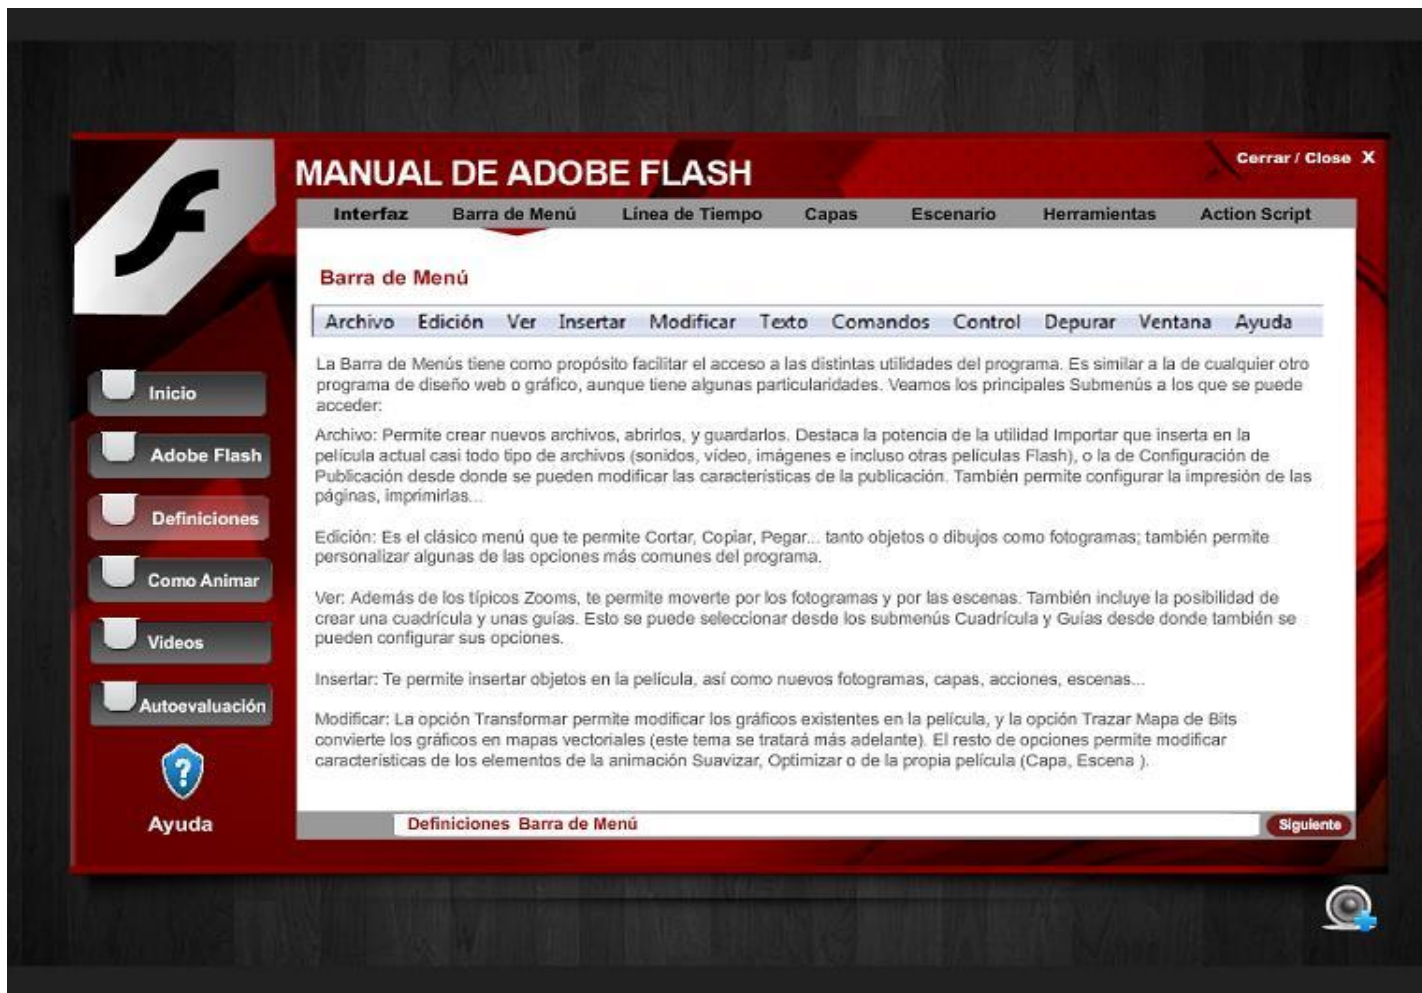 MANUAL DE ADOBE FLASH
Cerrar / Close X
Interfaz Barra de Menú Línea de Tiempo Capas Escenario Herramientas Action Script
Barra de Menú
Archivo Edición Ver Insertar Modificar Texto Comandos Control Depurar Ventana Ayuda
La Barra de Menús tiene como propósito facilitar el acceso a las distintas utilidades del programa. Es similar a la de cualquier otro
programa de diseño web o gráfico, aunque tiene algunas particularidades. Veamos los principales Submenús a los que se puede
acceder:
Archivo: Permite crear nuevos archivos, abrirlos, y guardarlos. Destaca la potencia de la utilidad Importar que inserta en la
película actual casi todo tipo de archivos (sonidos, vídeo, imágenes e incluso otras películas Flash), o la de Configuración de
Publicación desde donde se pueden modificar las características de la publicación. También permite configurar la impresión de las
páginas, imprimirlas...
Edición: Es el clásico menú que te permite Cortar, Copiar, Pegar... tanto objetos o dibujos como fotogramas; también permite
personalizar algunas de las opciones más comunes del programa.
Ver: Además de los típicos Zooms, te permite moverte por los fotogramas y por las escenas. También incluye la posibilidad de
crear una cuadrícula y unas guías. Esto se puede seleccionar desde los submenús Cuadrícula y Guías desde donde también se
pueden configurar sus opciones.
Insertar: Te permite insertar objetos en la película, así como nuevos fotogramas, capas, acciones, escenas...
Modificar: La opción Transformar permite modificar los gráficos existentes en la película, y la opción Trazar Mapa de Bits
convierte los gráficos en mapas vectoriales (este tema se tratará más adelante). El resto de opciones permite modificar
características de los elementos de la animación Suavizar, Optimizar o de la propia película (Capa, Escena ).
Inicio
Adobe Flash
Definiciones
Como Animar
Videos
Autoevaluación
?
Ayuda
Definiciones Barra de Menú
Siguiente